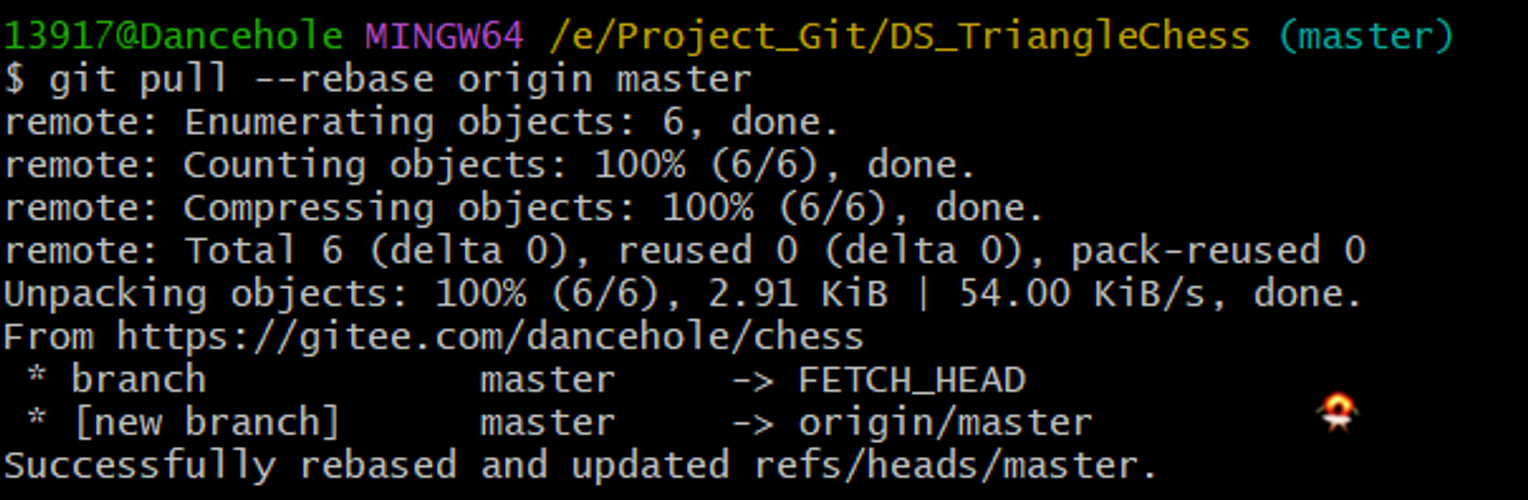 13917@Dancehole MINGW64 /e/Project_Git/DS_TriangleChess (master)
$ git pull --rebase origin master
remote: Enumerating objects: 6, done.
remote: Counting objects: 100% (6/6), done.
remote: Compressing objects: 100% (6/6), done.
remote: Total 6 (delta 0), reused 0 (delta 0), pack-reused 0
Unpacking objects: 100% (6/6), 2.91 KiB | 54.00 KiB/s, done.
From https://gitee.com/dancehole/chess
 * branch            master     -> FETCH_HEAD
 * [new branch]      master     -> origin/master
Successfully rebased and updated refs/heads/master.